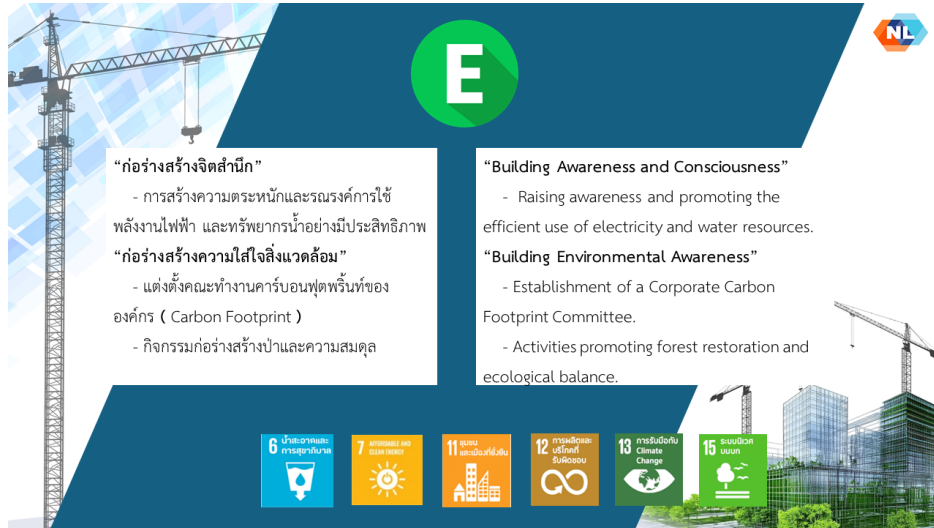 NL
E
“ก่อร่างสร้างจิตสำนึก”
- การสร้างความตระหนักและรณรงค์การใช้
พลังงานไฟฟ้า และทรัพยากรน้ำอย่างมีประสิทธิภาพ
“ก่อร่างสร้างความใส่ใจสิ่งแวดล้อม”
- แต่งตั้งคณะทำงานคาร์บอนฟุตพริ้นท์ของ
องค์กร ( Carbon Footprint )
- กิจกรรมก่อร่างสร้างป่าและความสมดุล
“Building Awareness and Consciousness”
- Raising awareness and promoting the
efficient use of electricity and water resources.
“Building Environmental Awareness”
- Establishment of a Corporate Carbon
Footprint Committee.
- Activities promoting forest restoration and
ecological balance.
6 น้ำสะอาดและ
การสุขาภิบาล
7 AFFORDABLE AND
CLEAN ENERGY
11 ชุมชน
และเมืองที่ยั่งยืน
12 การผลิตและ
บริโภคที่
รับผิดชอบ
13 การรับมือกับ
Climate
Change
15 ระบบนิเวศ
บนบก